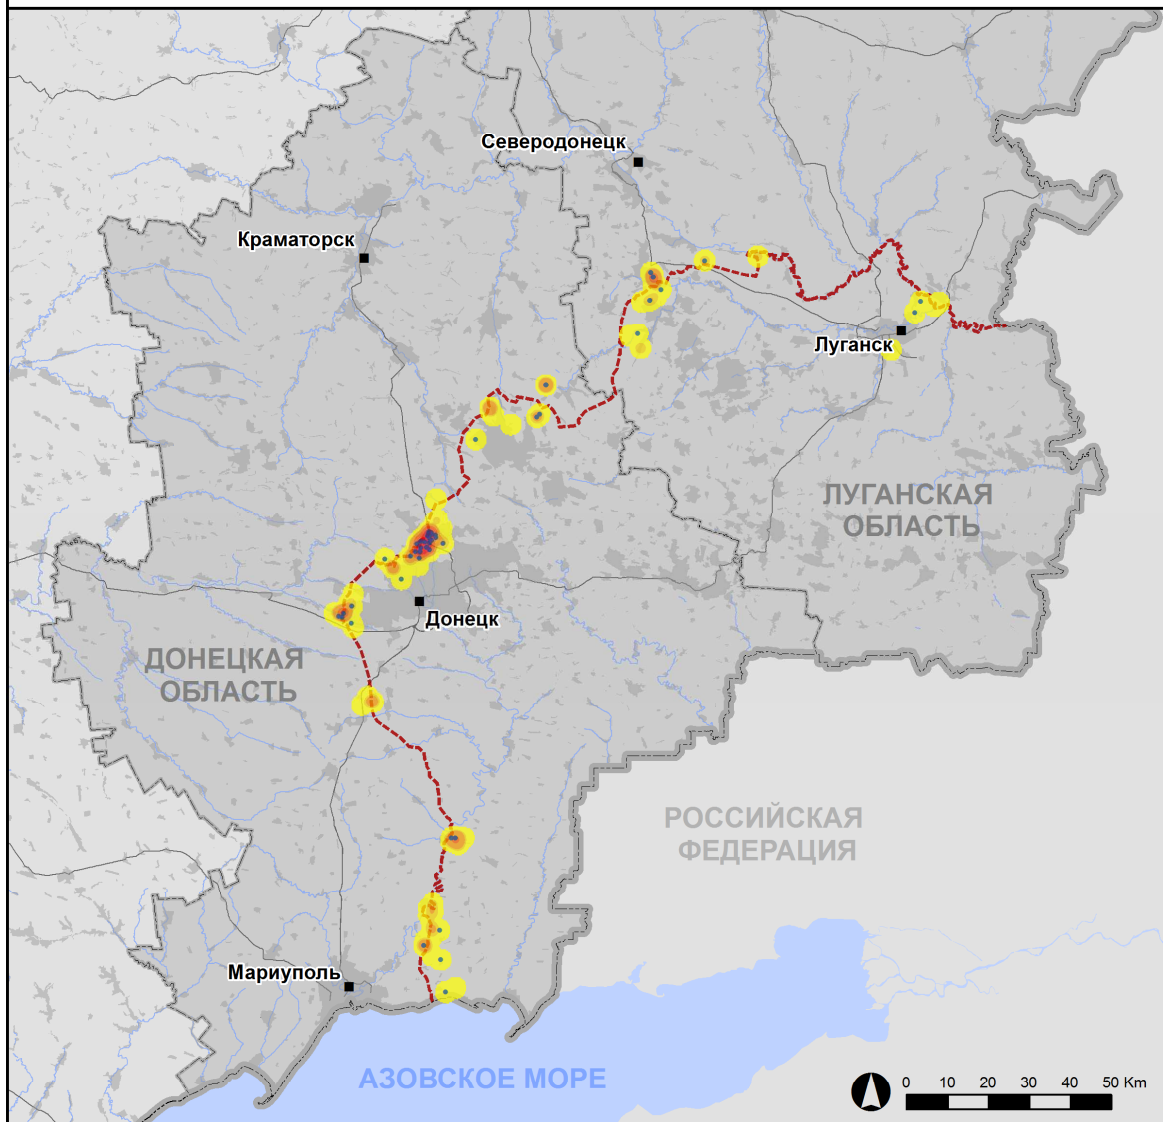 Северодонецк
Краматорск
Луганск
ЛУГАНСКАЯ
ОБЛАСТЬ
Донецк
ДОНЕЦКАЯ
ОБЛАСТЬ
РОССИЙСКАЯ
ФЕДЕРАЦИЯ
Мариуполь
АЗОВСКОЕ МОРЕ
0 10 20 30 40 50 Km